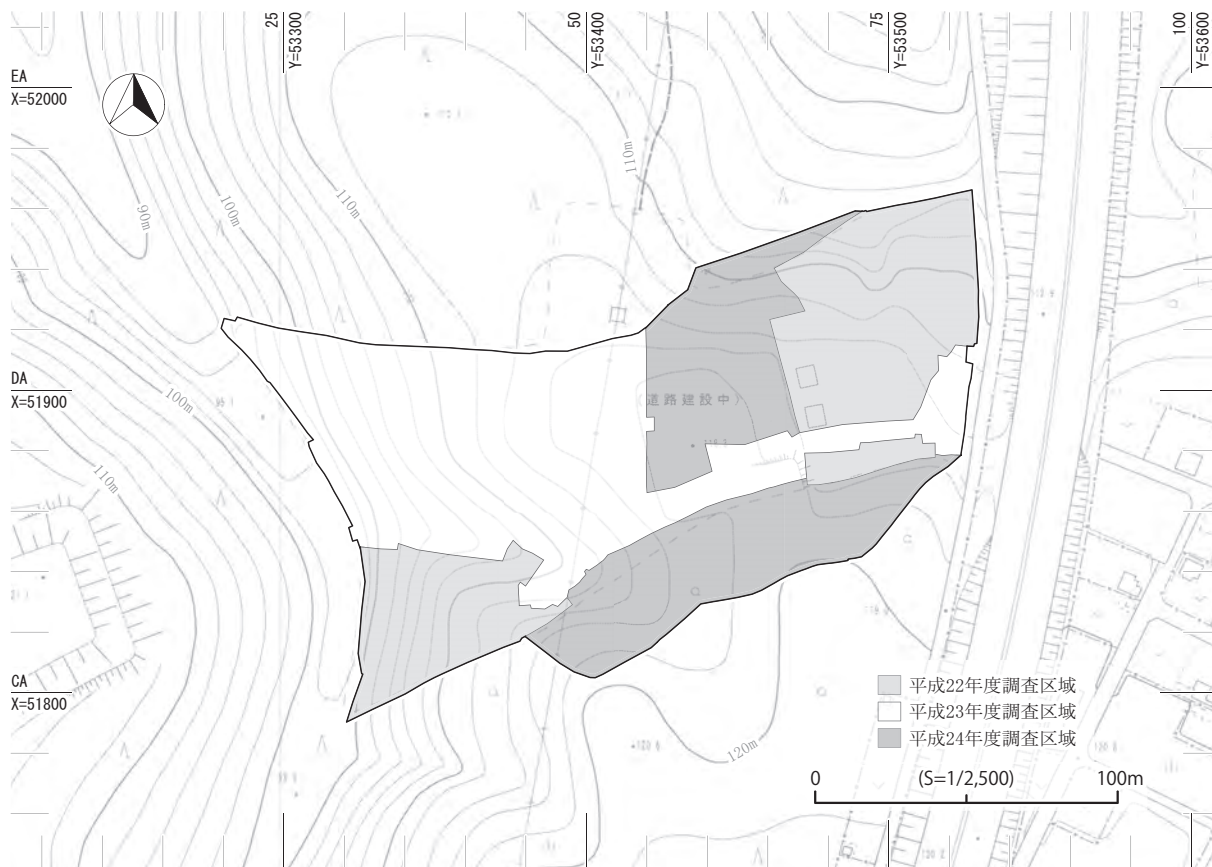 25
Y=53300
50
Y=53400
75
Y=53500
100
Y=53600
EA
X=52000
110m
90m
100m
110m
DA
X=51900
100m
(道路建設中)
110m
CA
X=51800
120m
平成22年度調査区域
平成23年度調査区域
平成24年度調査区域
0
(S=1/2,500)
100m